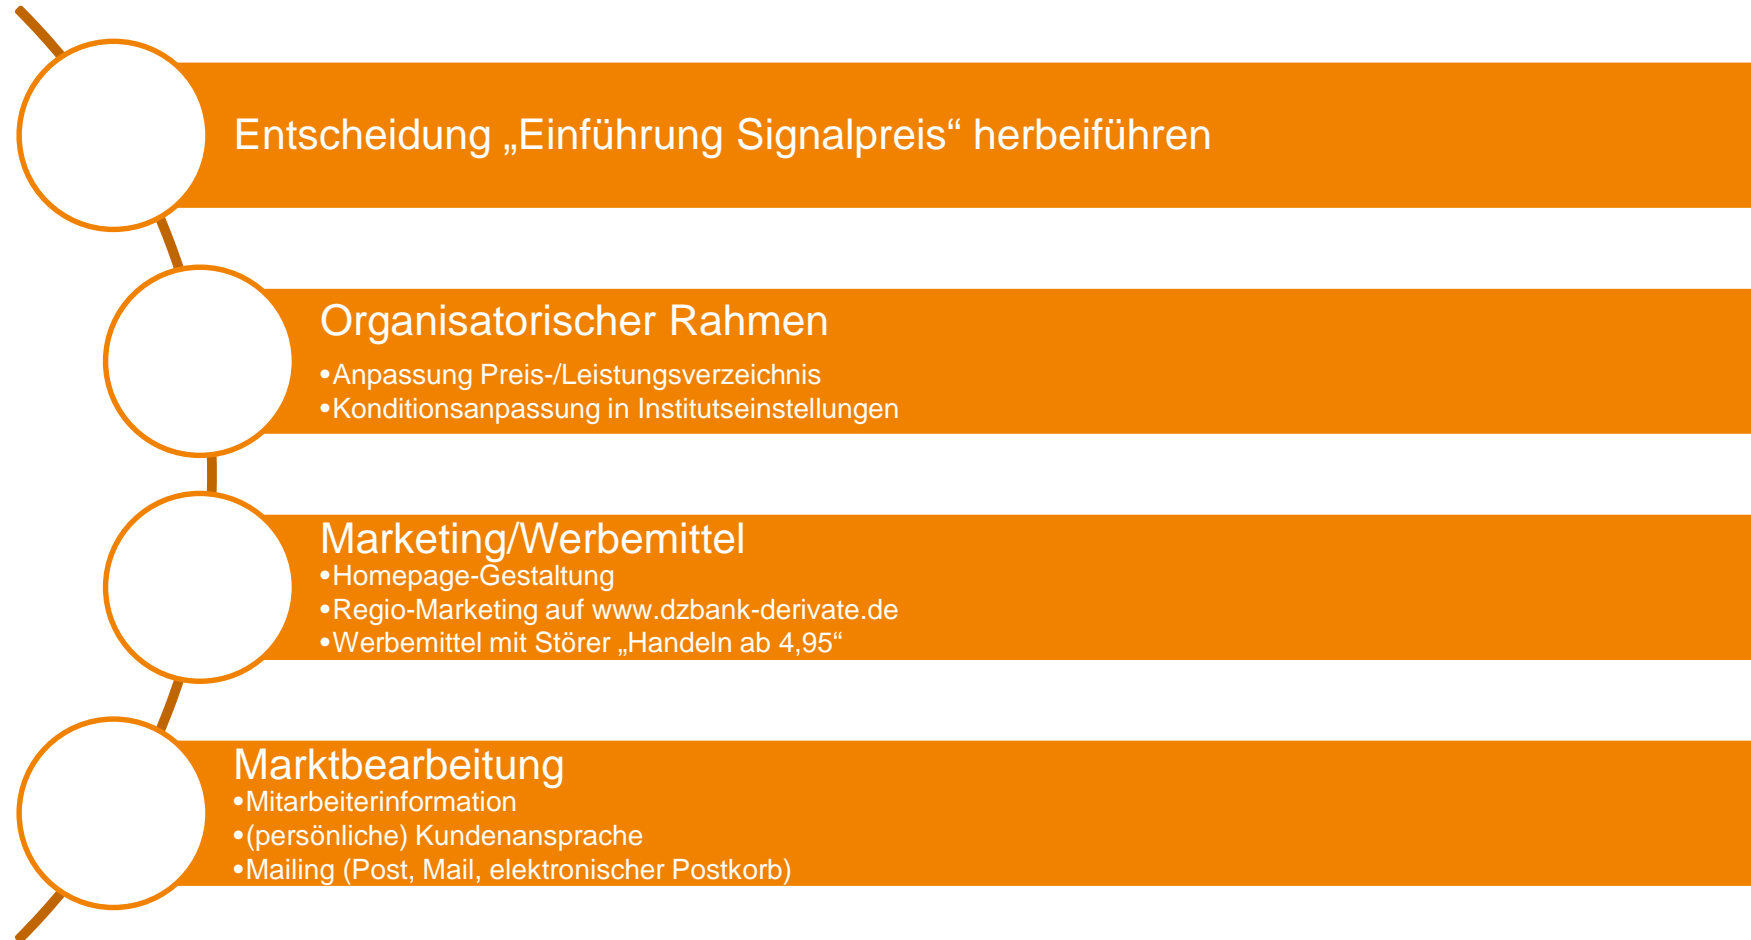 Entscheidung „Einführung Signalpreis“ herbeiführen
Organisatorischer Rahmen
•Anpassung Preis-/Leistungsverzeichnis
•Konditionsanpassung in Institutseinstellungen
Marketing/Werbemittel
•Homepage-Gestaltung
•Regio-Marketing auf www.dzbank-derivate.de
•Werbemittel mit Störer „Handeln ab 4,95“
Marktbearbeitung
•Mitarbeiterinformation
•(persönliche) Kundenansprache
•Mailing (Post, Mail, elektronischer Postkorb)